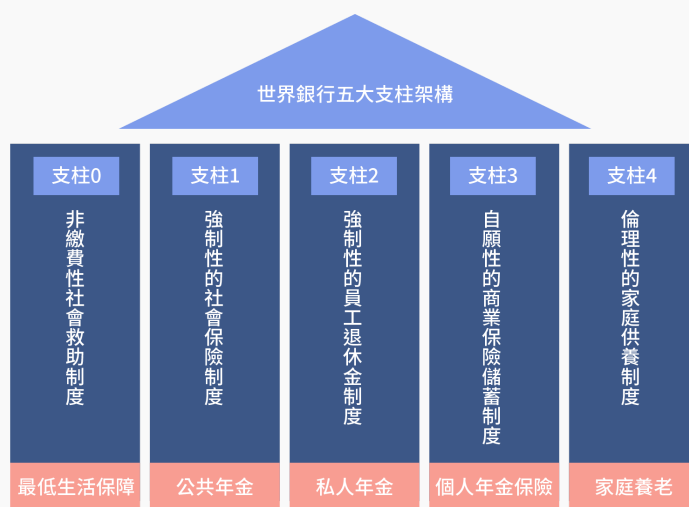 世界銀行五大支柱架構
支柱0
非繳費性社會救助制度
最低生活保障
支柱1
強制性的社會保險制度
公共年金
支柱2
強制性的員工退休金制度
私人年金
支柱3
自願性的商業保險儲蓄制度
個人年金保險
支柱4
倫理性的家庭供養制度
家庭養老